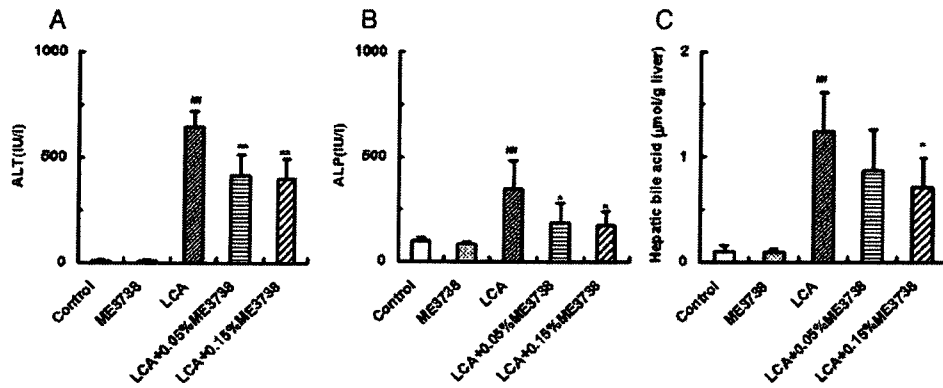 A
1000
500
0
ALT(IU/l)
##
**
**
Control
ME3738
LCA
LCA+0.05%ME3738
LCA+0.15%ME3738
B
1000
500
0
ALP(IU/l)
##
*
*
Control
ME3738
LCA
LCA+0.05%ME3738
LCA+0.15%ME3738
C
2
1
0
Hepatic bile acid (μmol/g liver)
##
*
Control
ME3738
LCA
LCA+0.05%ME3738
LCA+0.15%ME3738